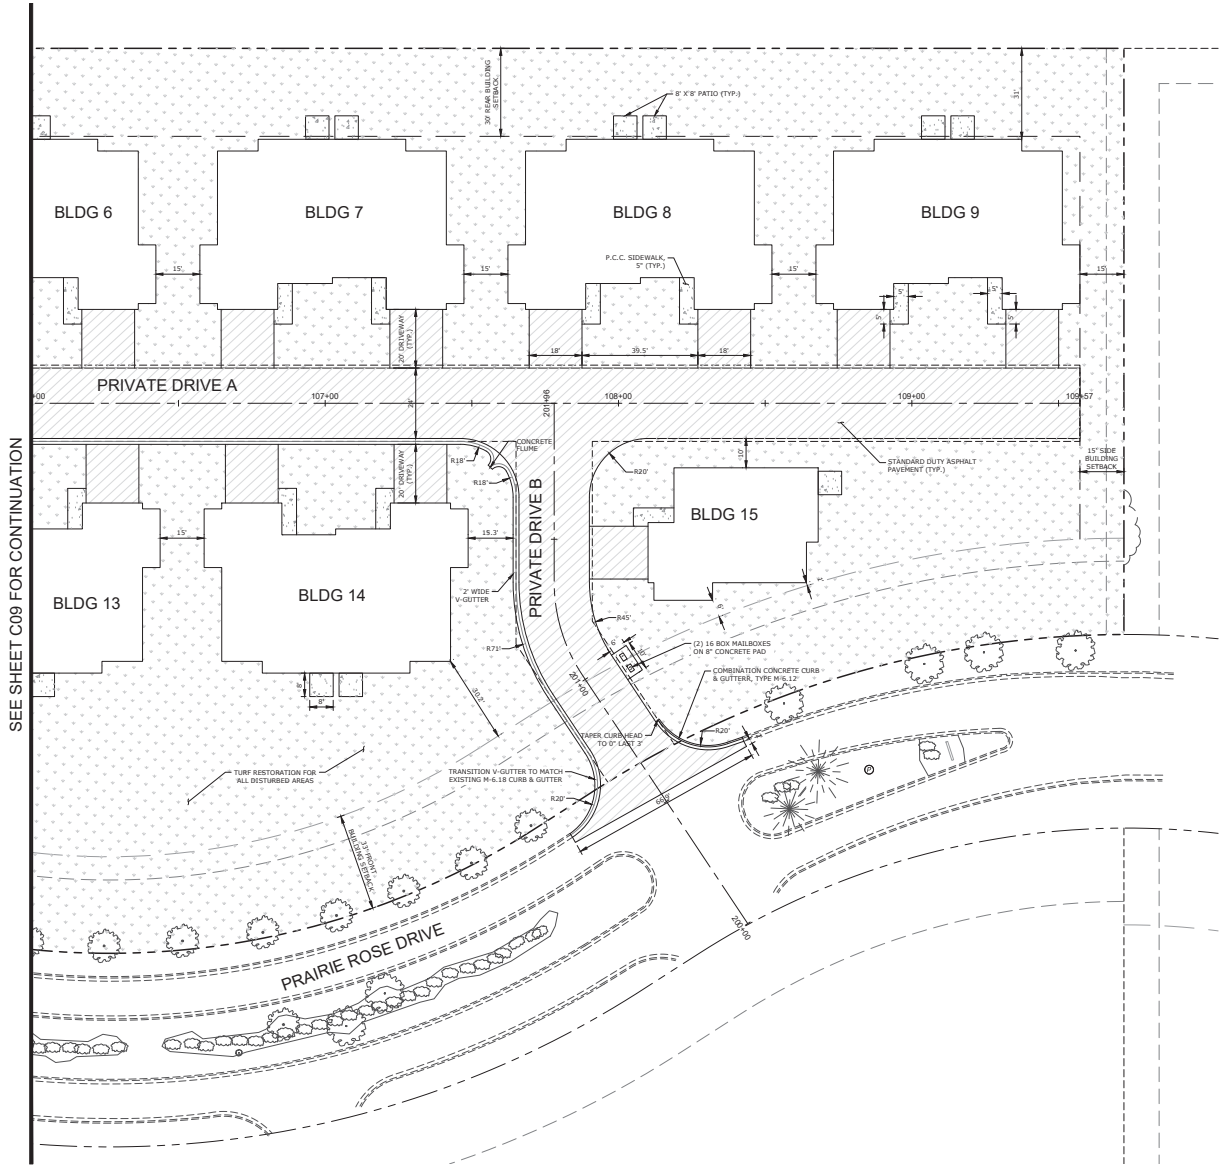 30' REAR BUILDING
SETBACK
8' X 8' PATIO (TYP.)
31'
BLDG 6
BLDG 7
BLDG 8
BLDG 9
P.C.C. SIDEWALK,
5" (TYP.)
15'
15'
15'
15'
5'
5'
5'
5'
20' DRIVEWAY
(TYP.)
18'
39.5'
18'
PRIVATE DRIVE A
+00
107+00
24'
201+96
108+00
109+00
109+57
CONCRETE
FLUME
R18'
R18'
20' DRIVEWAY
(TYP.)
R20'
10'
STANDARD DUTY ASPHALT
PAVEMENT (TYP.)
15" SIDE
BUILDING
SETBACK
SEE SHEET C09 FOR CONTINUATION
PRIVATE DRIVE B
BLDG 15
15'
15.3'
2' WIDE
V-GUTTER
BLDG 13
BLDG 14
R45'
R71'
6'
10'
(2) 16 BOX MAILBOXES
ON 8" CONCRETE PAD
COMBINATION CONCRETE CURB
& GUTTERR, TYPE M-6.12
8'
8'
30.2'
201+00
TAPER CURB HEAD
TO 0" LAST 3'
R20'
TURF RESTORATION FOR
ALL DISTURBED AREAS
TRANSITION V-GUTTER TO MATCH
EXISTING M-6.18 CURB & GUTTER
R20'
33' FRONT
BUILDING SETBACK
PRAIRIE ROSE DRIVE
200+00